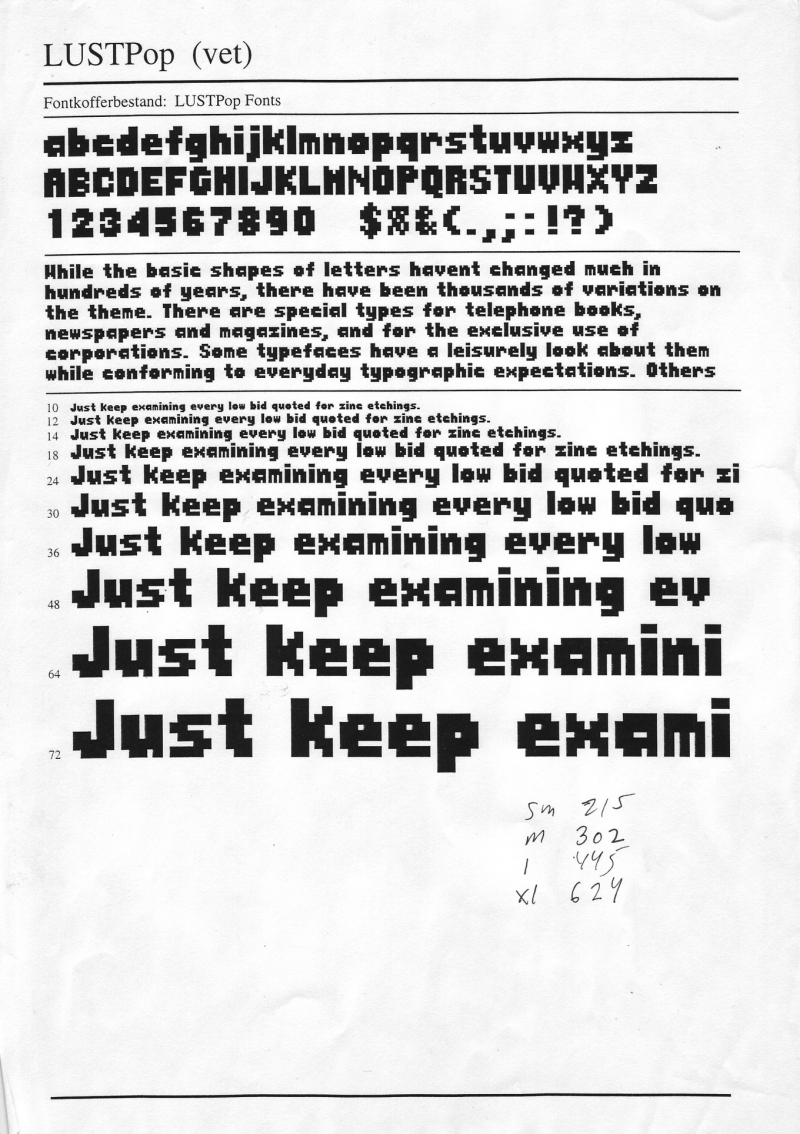 LUSTPop (vet)
Fontkofferbestand: LUSTPop Fonts
abcdefghijklmnopqrstuvwxyz
ABCDEFGHIJKLMNOPQRSTUVWXYZ
1234567890 $%&(.,;:!?)
While the basic shapes of letters havent changed much in
hundreds of years, there have been thousands of variations on
the theme. There are special types for telephone books,
newspapers and magazines, and for the exclusive use of
corporations. Some typefaces have a leisurely look about them
while conforming to everyday typographic expectations. Others
10 Just keep examining every low bid quoted for zinc etchings.
12 Just keep examining every low bid quoted for zinc etchings.
14 Just keep examining every low bid quoted for zinc etchings.
18 Just keep examining every low bid quoted for zinc etchings.
24 Just keep examining every low bid quoted for zi
30 Just keep examining every low bid quo
36 Just keep examining every low
48 Just keep examining ev
64 Just keep examini
72 Just keep exami
sm 215
m 302
l 445
xl 624